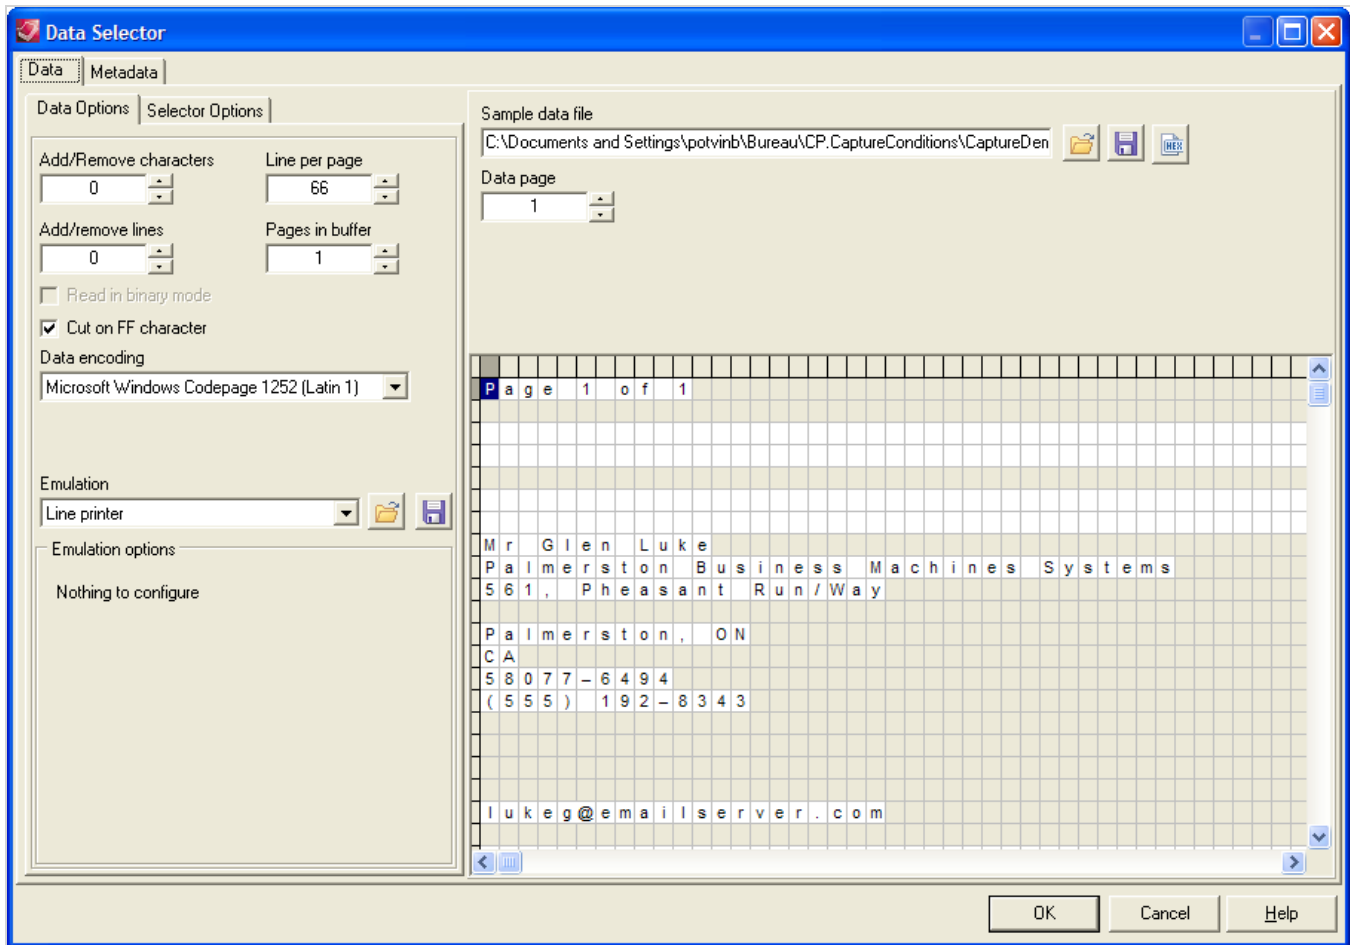 Data Selector
Data
Metadata
Data Options
Selector Options
Add/Remove characters
Line per page
0
66
Add/remove lines
Pages in buffer
0
1
Read in binary mode
Cut on FF character
Data encoding
Microsoft Windows Codepage 1252 (Latin 1)
Emulation
Line printer
Emulation options
Nothing to configure
Sample data file
C:\Documents and Settings\potvinb\Bureau\CP.CaptureConditions\CaptureDen
HEX
Data page
1
Page 1 of 1
Mr Glen Luke
Palmerston Business Machines Systems
561, Pheasant Run/Way
Palmerston, ON
CA
58077-6494
(555) 192-8343
lukeg@emailserver.com
OK
Cancel
Help